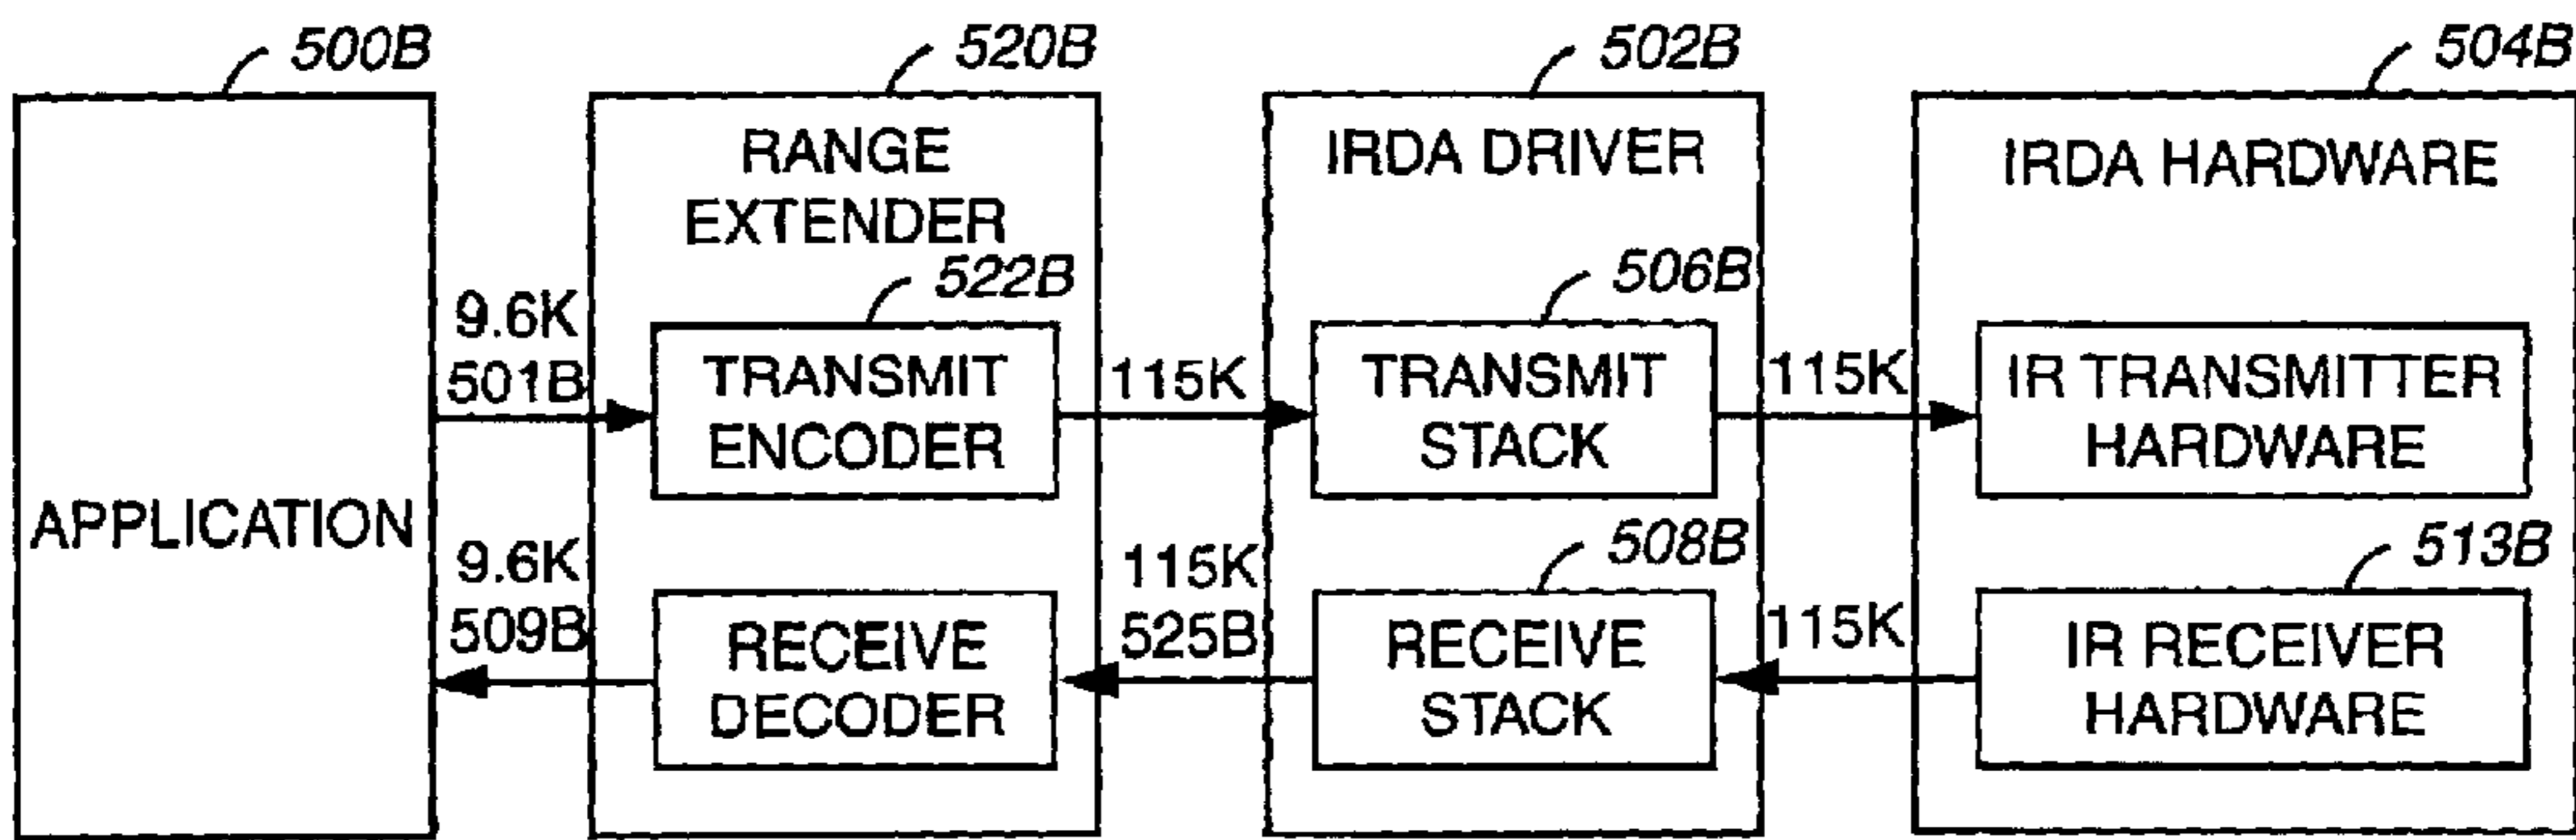 500B
520B
502B
504B
RANGE
EXTENDER
IRDA DRIVER
IRDA HARDWARE
522B
506B
9.6K
501B
TRANSMIT
ENCODER
115K
TRANSMIT
STACK
115K
IR TRANSMITTER
HARDWARE
APPLICATION
508B
513B
9.6K
509B
RECEIVE
DECODER
115K
525B
RECEIVE
STACK
115K
IR RECEIVER
HARDWARE